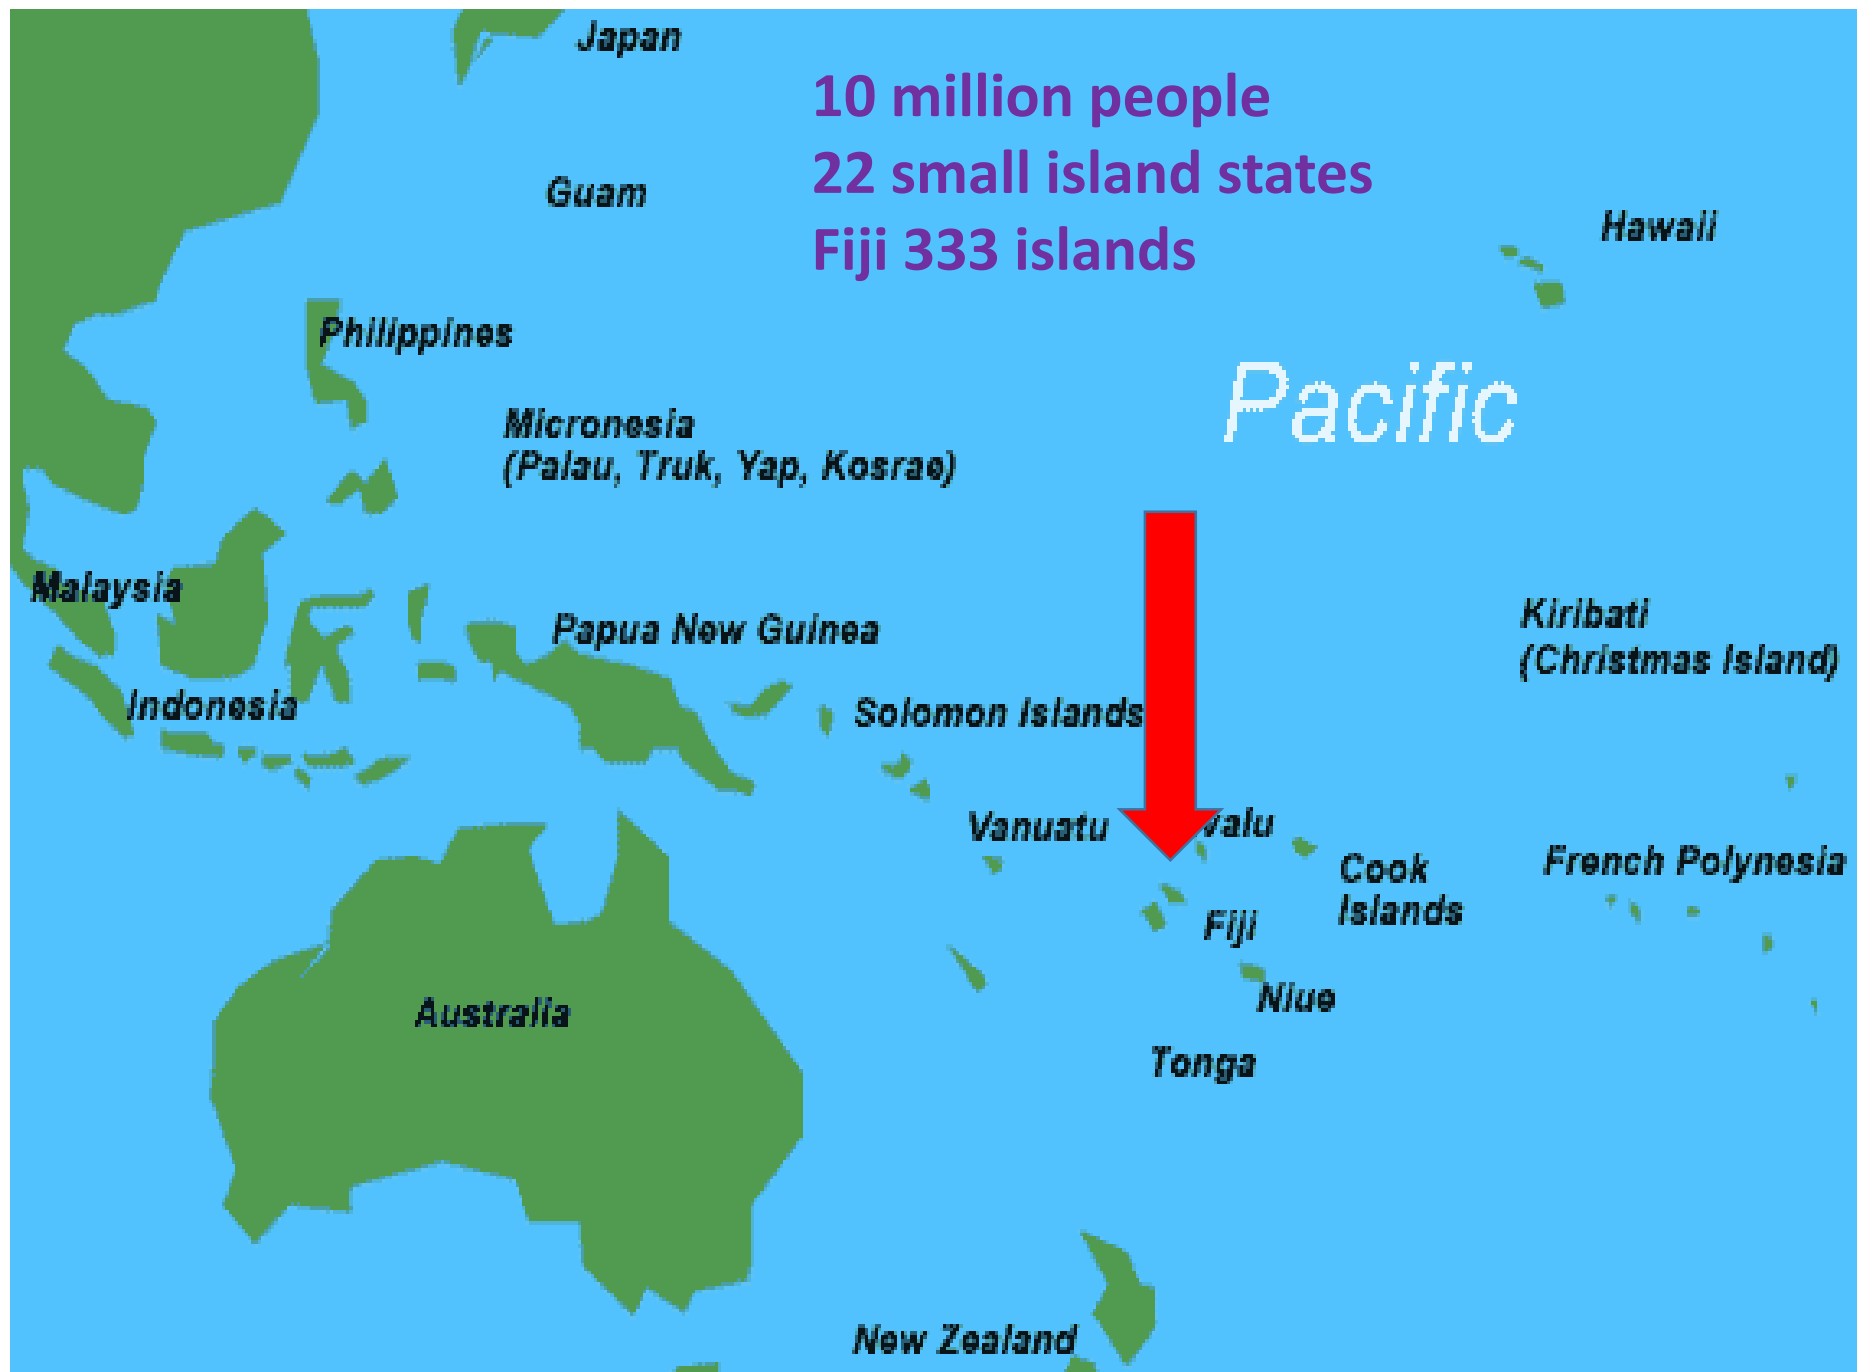 Japan
10 million people
22 small island states
Fiji 333 islands
Guam
Hawaii
Philippines
Pacific
Micronesia
(Palau, Truk, Yap, Kosrae)
Malaysia
Papua New Guinea
Kiribati
(Christmas Island)
Indonesia
Solomon Islands
Vanuatu
valu
Cook
Islands
French Polynesia
Fiji
Niue
Australia
Tonga
New Zealand